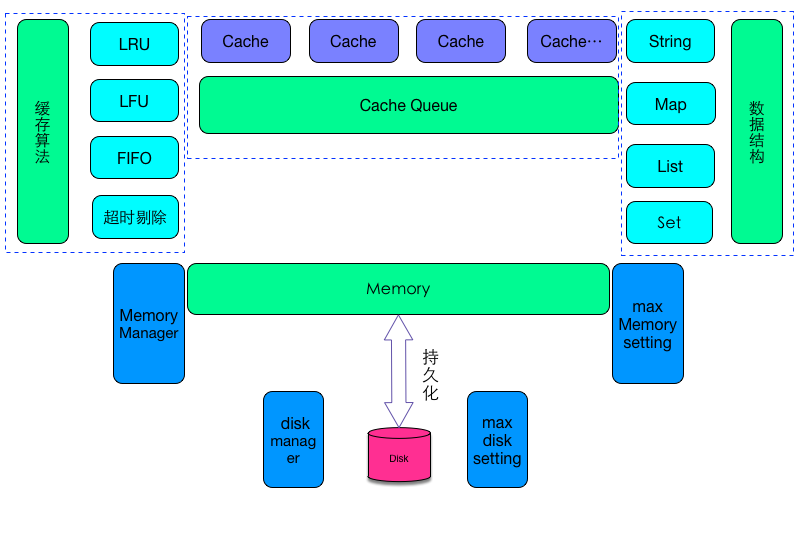 缓存算法
LRU
LFU
FIFO
超时剔除
Cache
Cache
Cache
Cache…
Cache Queue
String
Map
List
Set
数据结构
Memory
Manager
Memory
max
Memory
setting
持久化
disk
manag
er
Disk
max
disk
setting